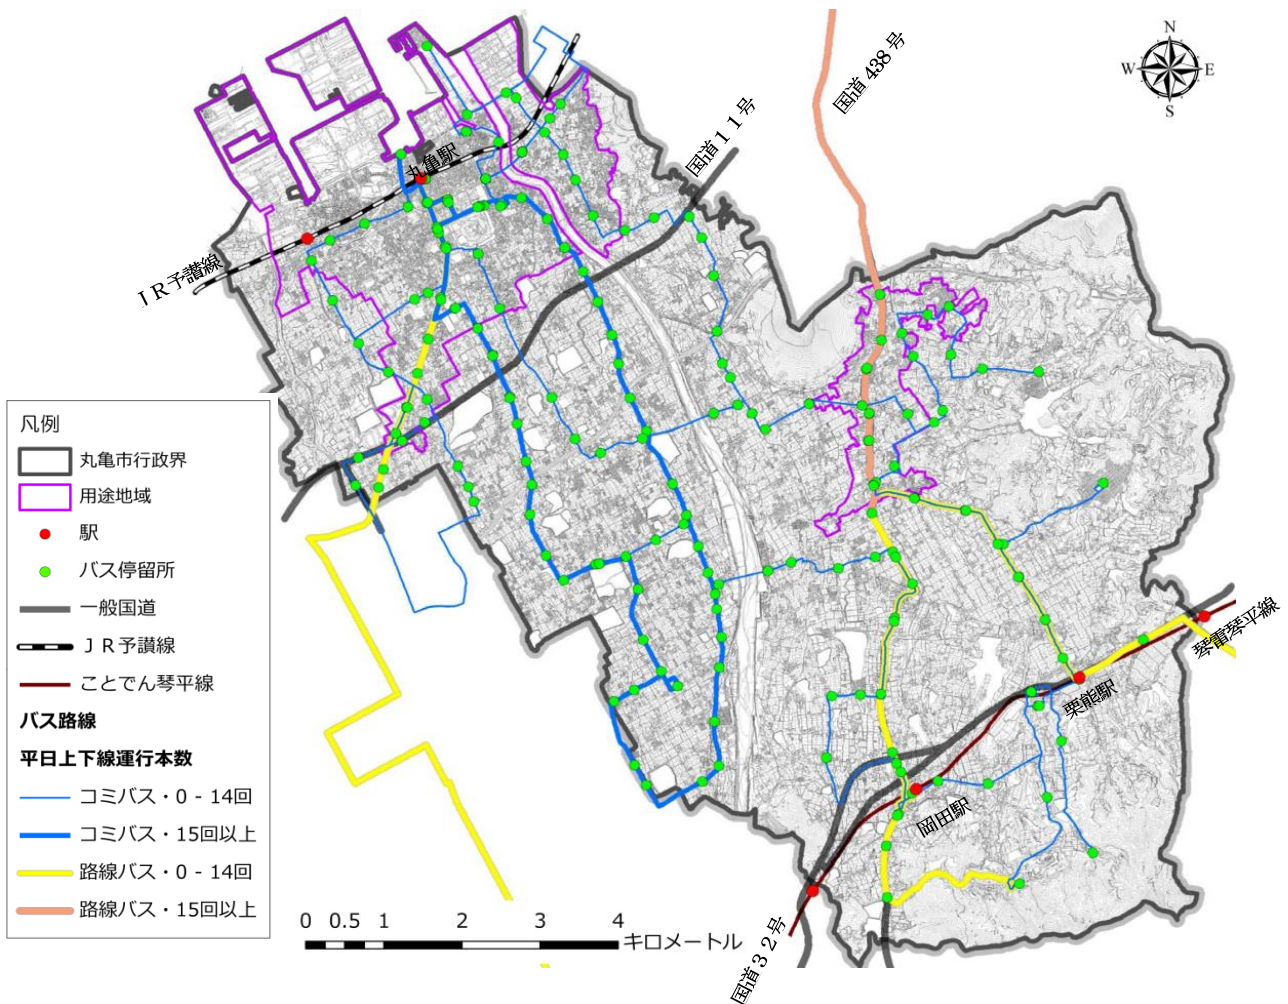 N
W E
S
国道438号
国道11号
丸亀駅
JR予讃線
凡例
丸亀市行政界
用途地域
駅
バス停留所
一般国道
JR予讃線
ことでん琴平線
バス路線
平日上下線運行本数
コミバス・0 - 14回
コミバス・15回以上
路線バス・0 - 14回
路線バス・15回以上
琴電琴平線
栗熊駅
岡田駅
国道32号
0 0.5 1 2 3 4
キロメートル